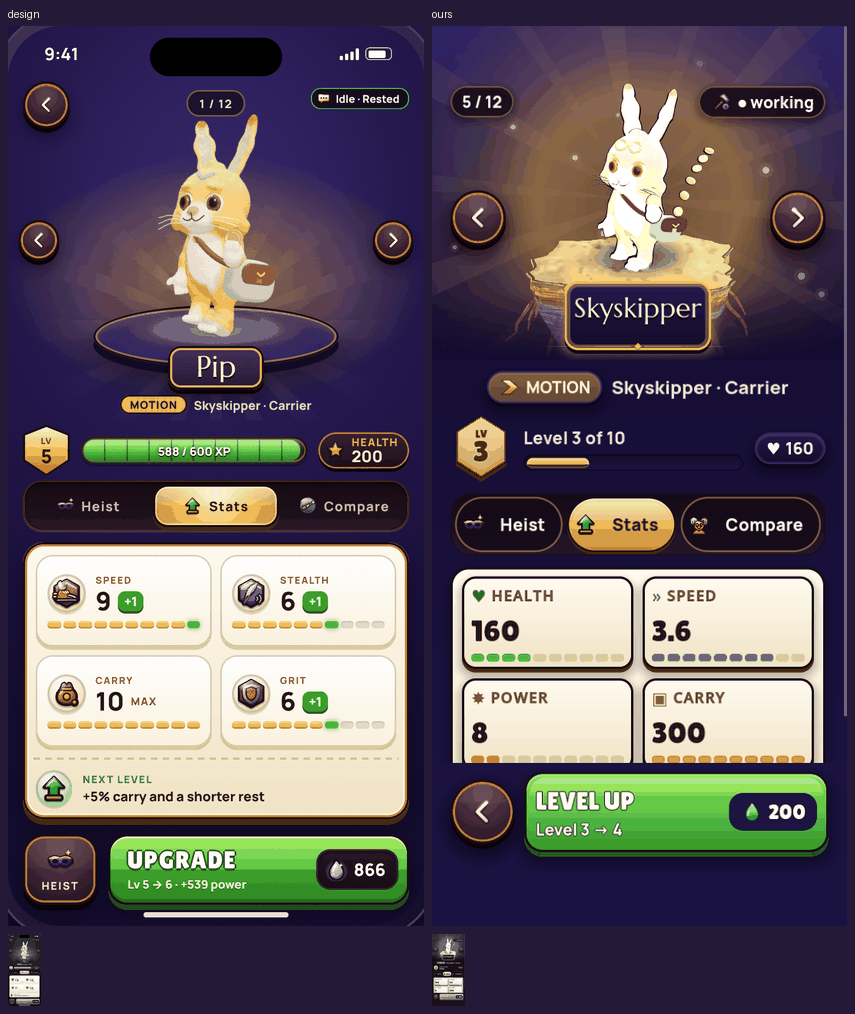 design
9:41
1 / 12
Idle · Rested
Pip
MOTION
Skyskipper · Carrier
LV
5
588 / 600 XP
HEALTH
200
Heist
Stats
Compare
SPEED
9 +1
STEALTH
6 +1
CARRY
10 MAX
GRIT
6 +1
NEXT LEVEL
+5% carry and a shorter rest
HEIST
UPGRADE
Lv 5 → 6 · +539 power
866
ours
5 / 12
● working
Skyskipper
MOTION
Skyskipper · Carrier
LV
3
Level 3 of 10
♥ 160
Heist
Stats
Compare
♥ HEALTH
160
» SPEED
3.6
POWER
8
CARRY
300
LEVEL UP
Level 3 → 4
200